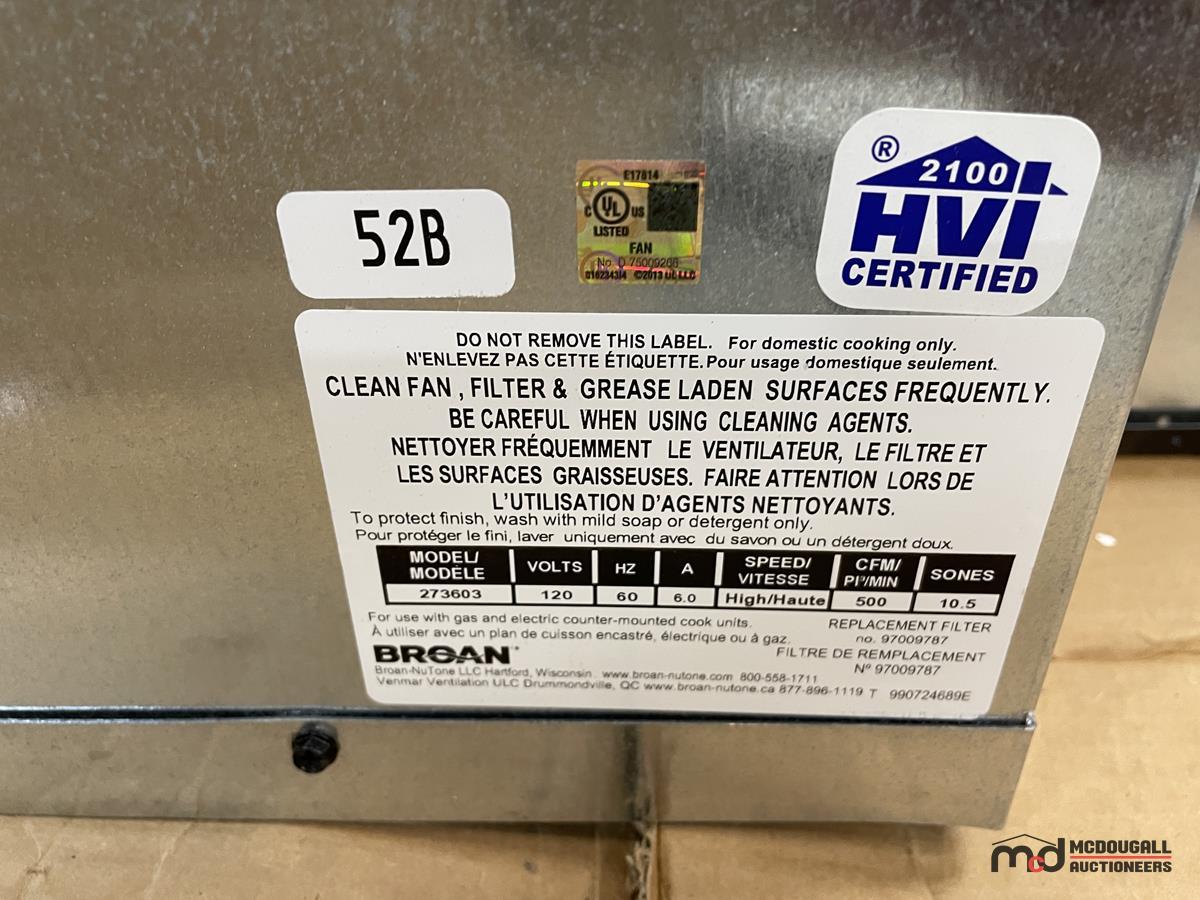 52B
E17814
C UL US
LISTED
FAN
No. D 75009266
©2013 UL LLC
® 2100
HVI
CERTIFIED
DO NOT REMOVE THIS LABEL. For domestic cooking only.
N'ENLEVEZ PAS CETTE ÉTIQUETTE. Pour usage domestique seulement.
CLEAN FAN , FILTER & GREASE LADEN SURFACES FREQUENTLY.
BE CAREFUL WHEN USING CLEANING AGENTS.
NETTOYER FRÉQUEMMENT LE VENTILATEUR, LE FILTRE ET
LES SURFACES GRAISSEUSES. FAIRE ATTENTION LORS DE
L'UTILISATION D'AGENTS NETTOYANTS.
To protect finish, wash with mild soap or detergent only.
Pour protéger le fini, laver uniquement avec du savon ou un détergent doux.
MODEL/ MODÈLE VOLTS HZ A SPEED/ VITESSE CFM/ PI³/MIN SONES
273603 120 60 6.0 High/Haute 500 10.5
For use with gas and electric counter-mounted cook units.
À utiliser avec un plan de cuisson encastré, électrique ou à gaz.
REPLACEMENT FILTER
no. 97009787
FILTRE DE REMPLACEMENT
Nº 97009787
BROAN
Broan-NuTone LLC Hartford, Wisconsin www.broan-nutone.com 800-558-1711
Venmar Ventilation ULC Drummondville, QC www.broan-nutone.ca 877-896-1119 T 990724689E
mcd MCDOUGALL
AUCTIONEERS